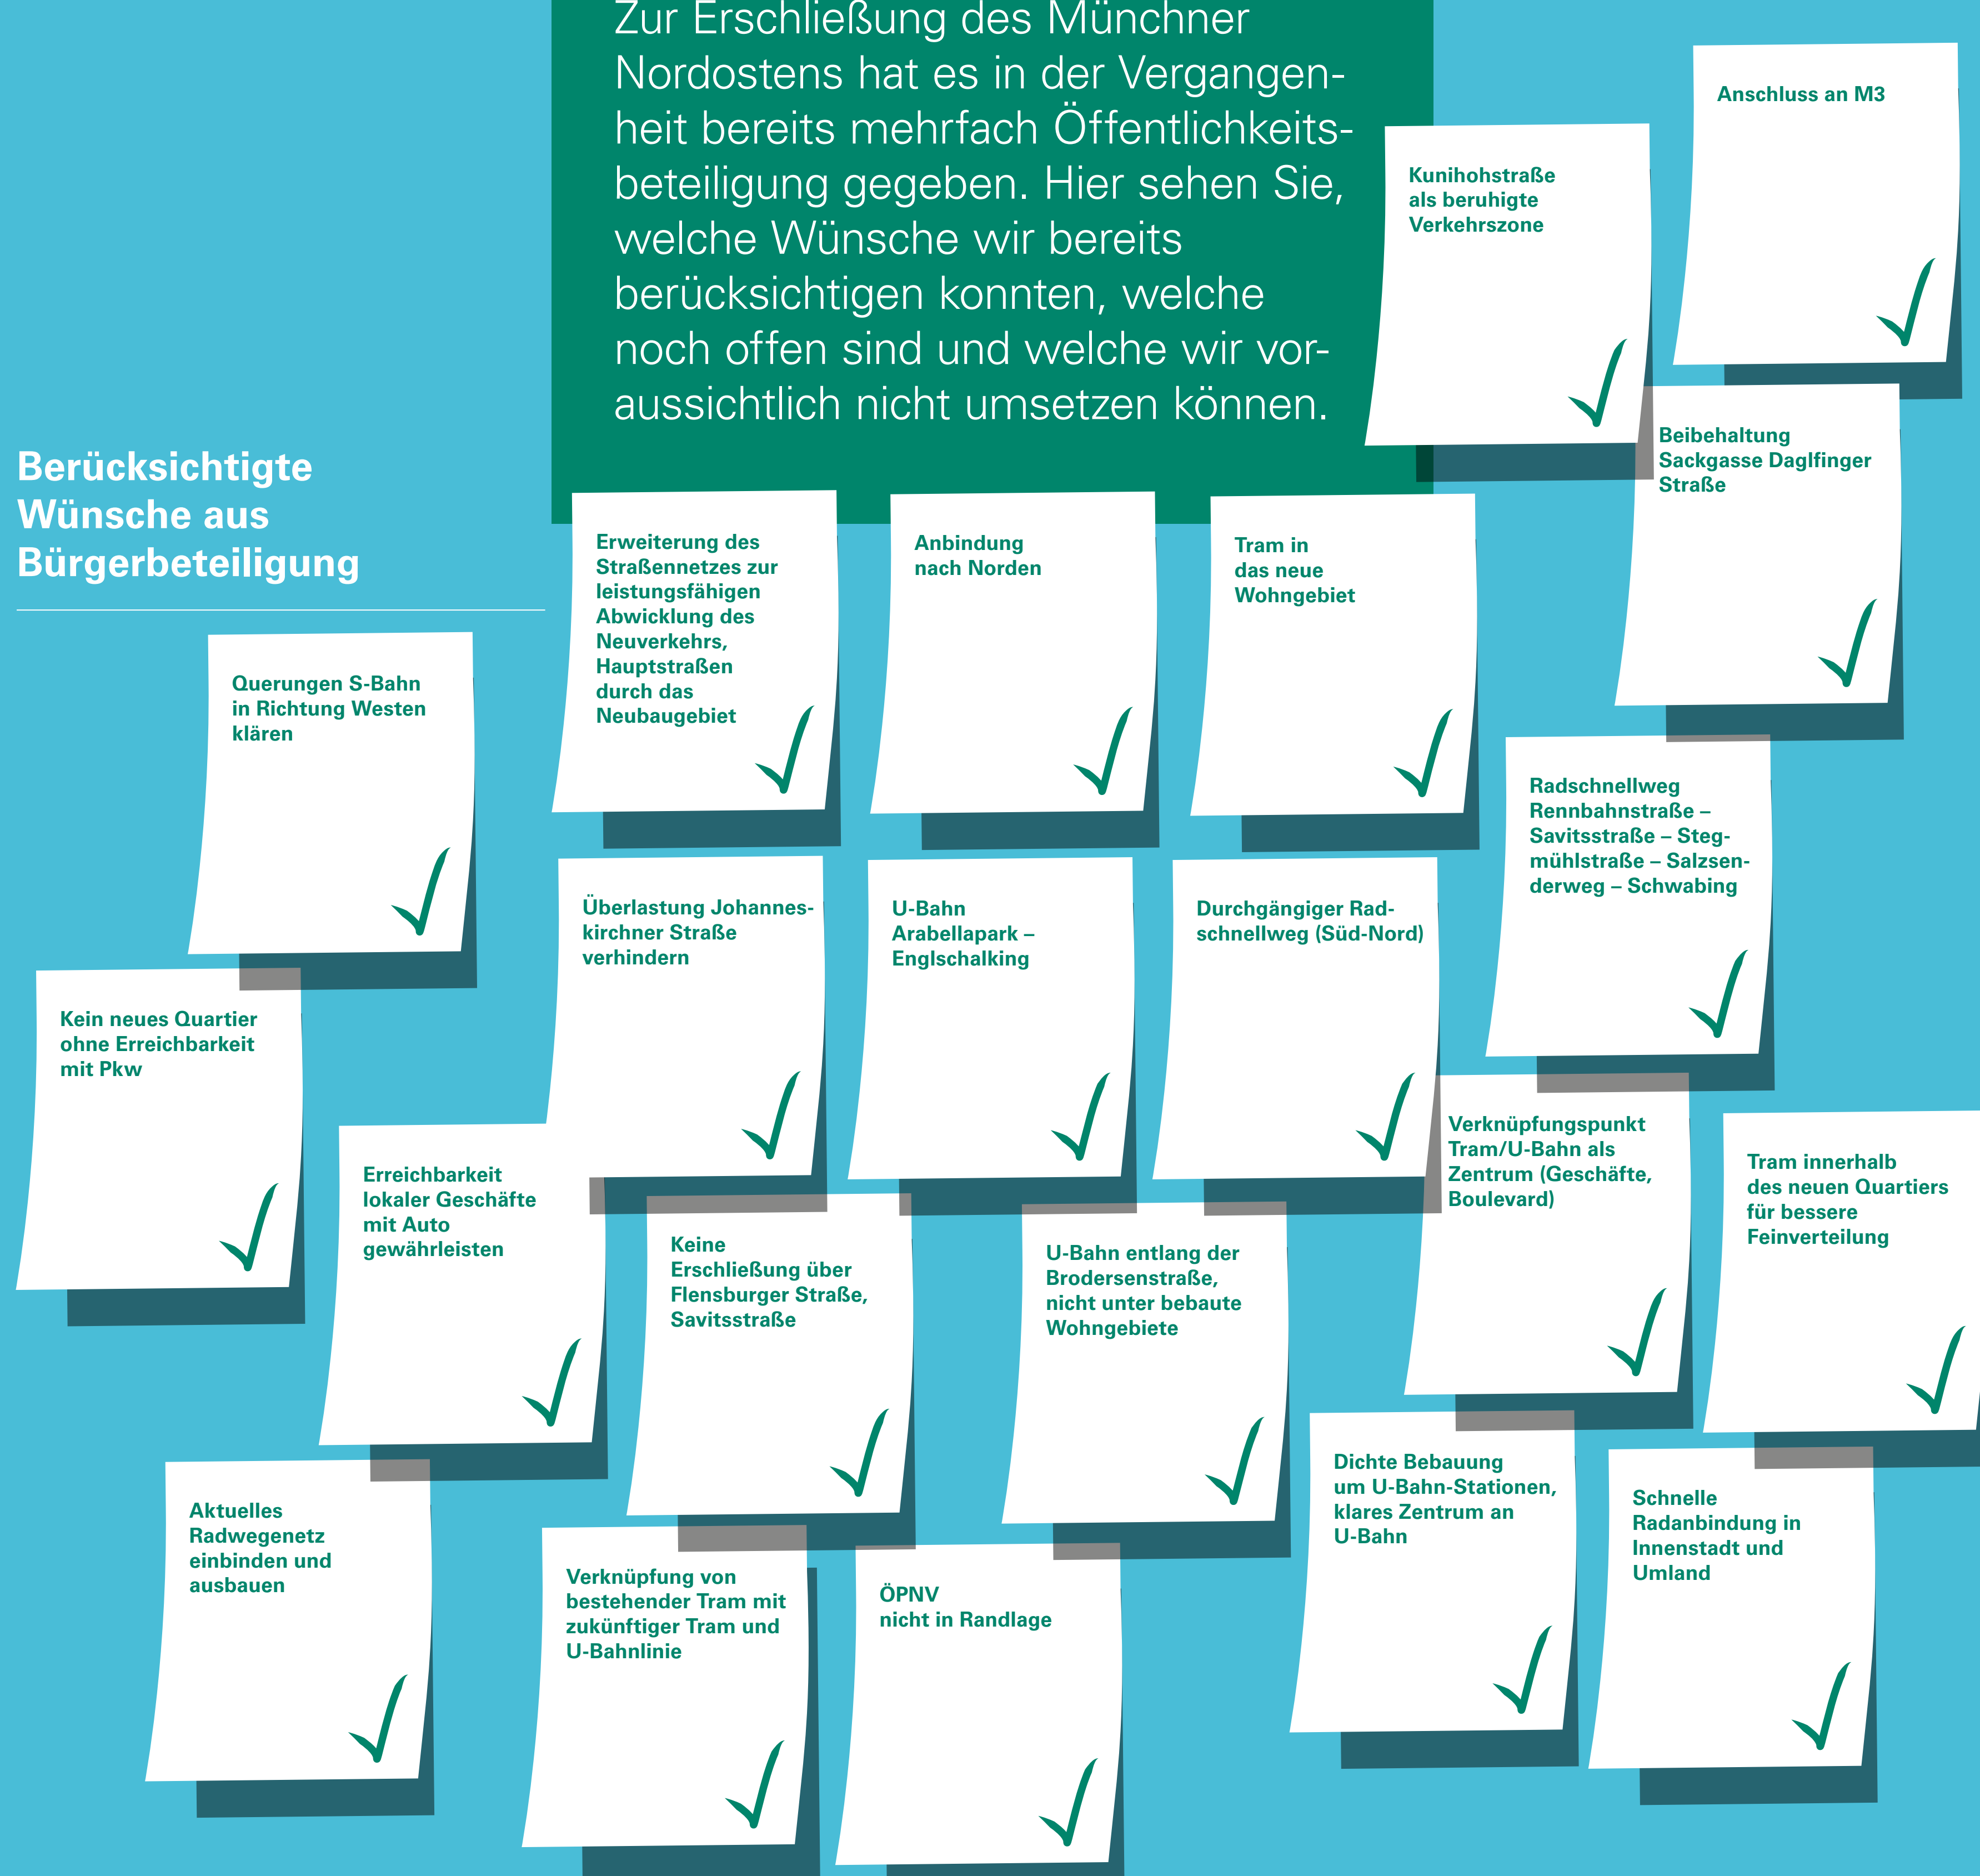 Zur Erschließung des Münchner
Nordostens hat es in der Vergangen-
heit bereits mehrfach Öffentlichkeits-
beteiligung gegeben. Hier sehen Sie,
welche Wünsche wir bereits
berücksichtigen konnten, welche
noch offen sind und welche wir vor-
aussichtlich nicht umsetzen können.
Anschluss an M3
Kunihohstraße
als beruhigte
Verkehrszone
Beibehaltung
Sackgasse Daglfinger
Straße
Berücksichtigte
Wünsche aus
Bürgerbeteiligung
Erweiterung des
Straßennetzes zur
leistungsfähigen
Abwicklung des
Neuverkehrs,
Hauptstraßen
durch das
Neubaugebiet
Anbindung
nach Norden
Tram in
das neue
Wohngebiet
Querungen S-Bahn
in Richtung Westen
klären
Radschnellweg
Rennbahnstraße –
Savitsstraße – Steg-
mühlstraße – Salzsen-
derweg – Schwabing
Überlastung Johannes-
kirchner Straße
verhindern
U-Bahn
Arabellapark –
Englschalking
Durchgängiger Rad-
schnellweg (Süd-Nord)
Kein neues Quartier
ohne Erreichbarkeit
mit Pkw
Erreichbarkeit
lokaler Geschäfte
mit Auto
gewährleisten
Keine
Erschließung über
Flensburger Straße,
Savitsstraße
U-Bahn entlang der
Brodersenstraße,
nicht unter bebaute
Wohngebiete
Verknüpfungspunkt
Tram/U-Bahn als
Zentrum (Geschäfte,
Boulevard)
Tram innerhalb
des neuen Quartiers
für bessere
Feinverteilung
Aktuelles
Radwegenetz
einbinden und
ausbauen
Verknüpfung von
bestehender Tram mit
zukünftiger Tram und
U-Bahnlinie
ÖPNV
nicht in Randlage
Dichte Bebauung
um U-Bahn-Stationen,
klares Zentrum an
U-Bahn
Schnelle
Radanbindung in
Innenstadt und
Umland